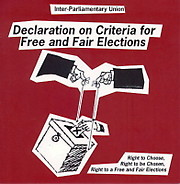 Inter-Parliamentary Union
Declaration on Criteria for
Free and Fair Elections
Right to Choose,
Right to be Chosen,
Right to a Free and Fair Elections